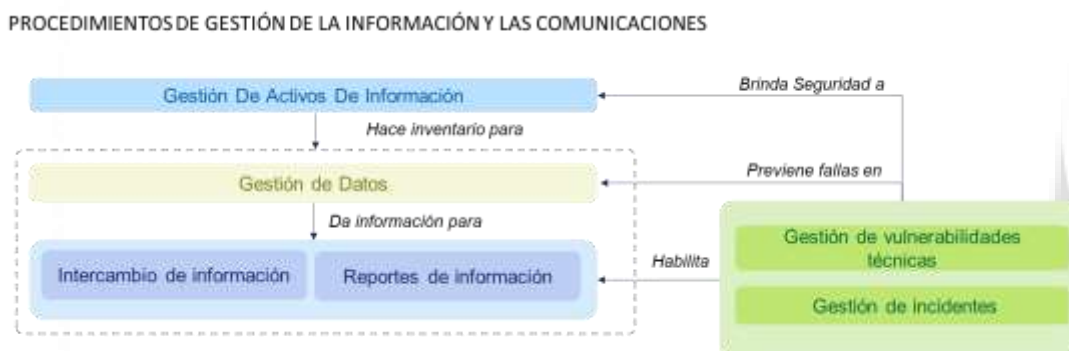 PROCEDIMIENTOS DE GESTIÓN DE LA INFORMACIÓN Y LAS COMUNICACIONES
Gestión De Activos De Información
Brinda Seguridad a
Hace inventario para
Gestión de Datos
Previene fallas en
Da información para
Intercambio de información
Reportes de información
Habilita
Gestión de vulnerabilidades
técnicas
Gestión de incidentes